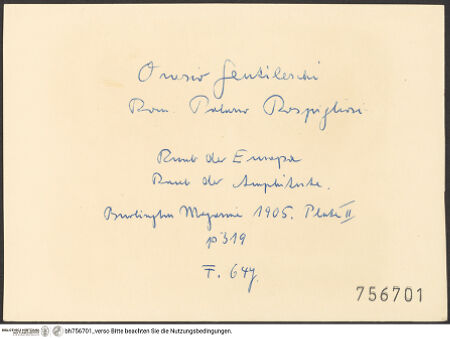 Orazio Gentileschi
Rom. Palazzo Rospigliosi
Raub der Europa
Raub der Amphitrite.
Burlington Magazine 1905. Plate II
p 319
F. 647.
756701
bh756701_verso Bitte beachten Sie die Nutzungsbedingungen.